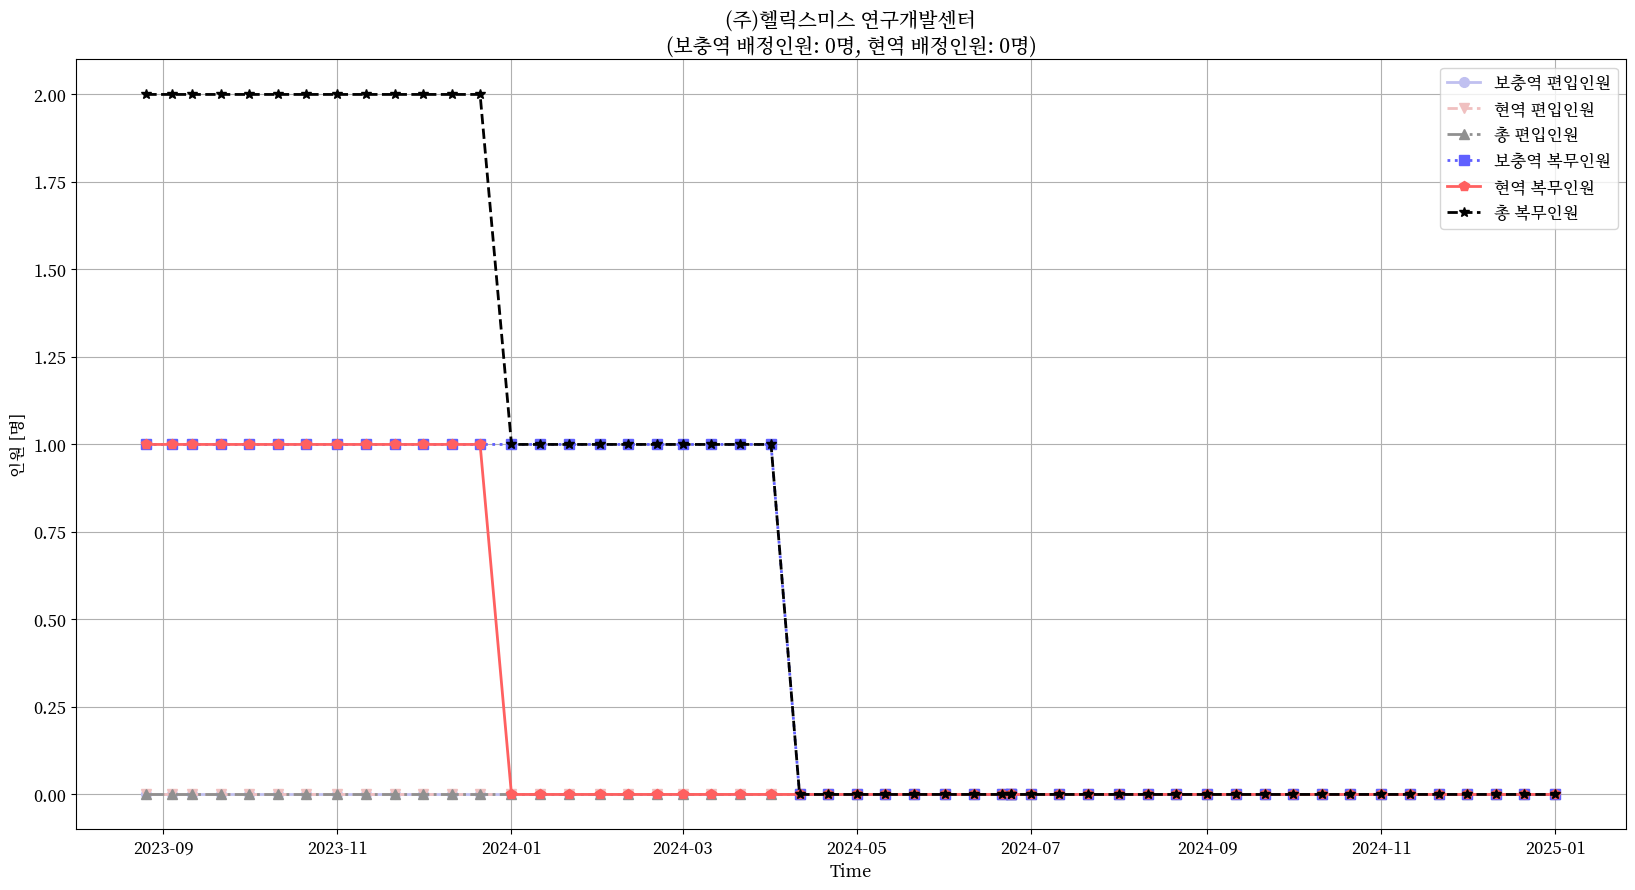 (주)헬릭스미스 연구개발센터
(보충역 배정인원: 0명, 현역 배정인원: 0명)
보충역 편입인원
현역 편입인원
총 편입인원
보충역 복무인원
현역 복무인원
총 복무인원
2.00
1.75
1.50
1.25
1.00
0.75
0.50
0.25
0.00
인원 [명]
2023-09 2023-11 2024-01 2024-03 2024-05 2024-07 2024-09 2024-11 2025-01
Time